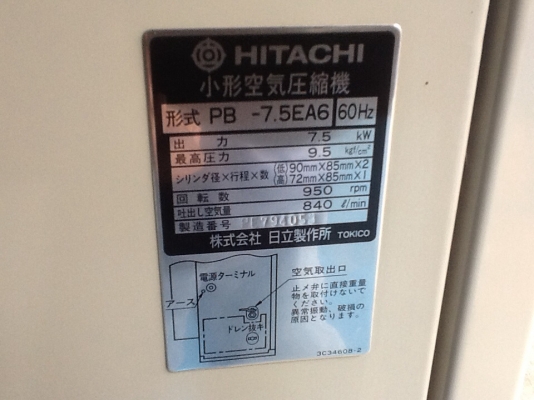 HITACHI
小形空気圧縮機
形式 PB -7.5EA6 60Hz
出力 7.5 kW
最高圧力 9.5 kgf/cm²
シリンダ径×行程×数 (低)90mm×85mm×2
(高)72mm×85mm×1
回転数 950 rpm
吐出し空気量 840 ℓ/min
製造番号
株式会社 日立製作所 TOKICO
電源ターミナル
アース
ドレン抜キ
空気取出口
止メ弁に直接重量
物を取付けないで
ください。
異常振動、破損の
原因となります。
3C34608-2